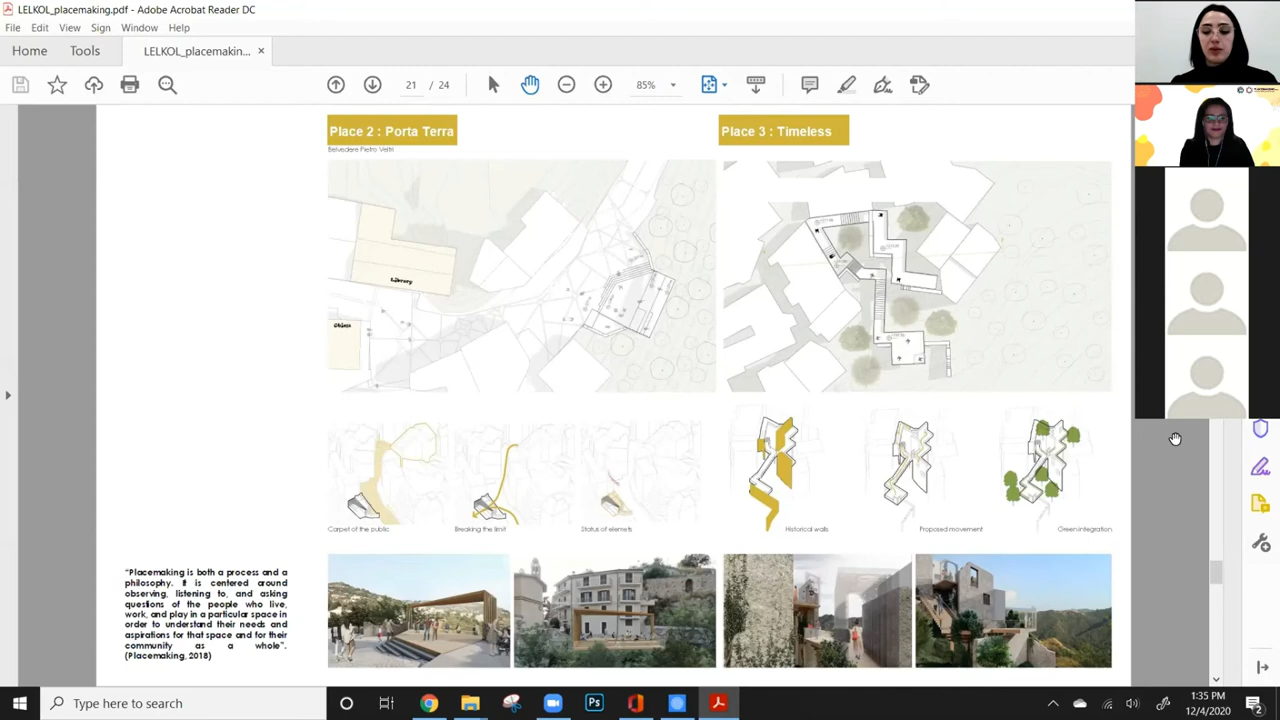 LELKOL_placemaking.pdf - Adobe Acrobat Reader DC
File Edit View Sign Window Help
Home Tools LELKOL_placemakin... ×
21 / 24 85%
Place 2 : Porta Terra
Place 3 : Timeless
Library
Carpet of the public
Breaking the limit
Status of elemets
Historical walls
Proposed movement
Green integration
"Placemaking is both a process and a
philosophy. It is centered around
observing, listening to, and asking
questions of the people who live,
work, and play in a particular space in
order to understand their needs and
aspirations for that space and for their
community as a whole".
(Placemaking, 2018)
Type here to search
Ps
1:35 PM
12/4/2020
2